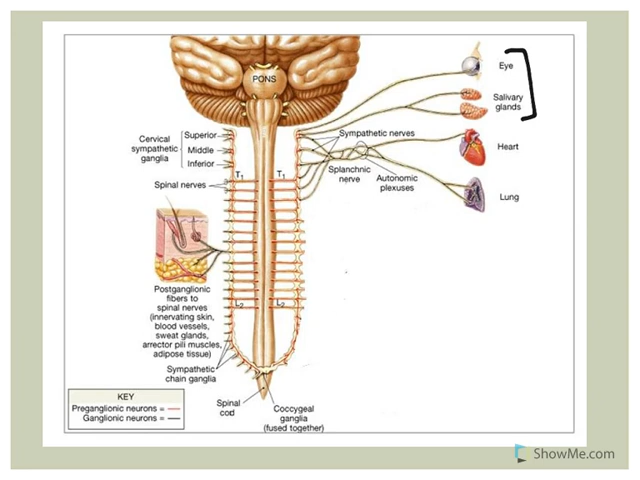 PONS
Eye
Salivary
glands
Cervical
sympathetic
ganglia
Superior
Middle
Inferior
Sympathetic nerves
Heart
Splanchnic
nerve
Autonomic
plexuses
T1
T1
Spinal nerves
Lung
Postganglionic
fibers to
spinal nerves
(innervating skin,
blood vessels,
sweat glands,
arrector pili muscles,
adipose tissue)
L2
L2
Sympathetic
chain ganglia
Spinal
cod
Coccygeal
ganglia
(fused together)
KEY
Preganglionic neurons =
Ganglionic neurons =
ShowMe.com